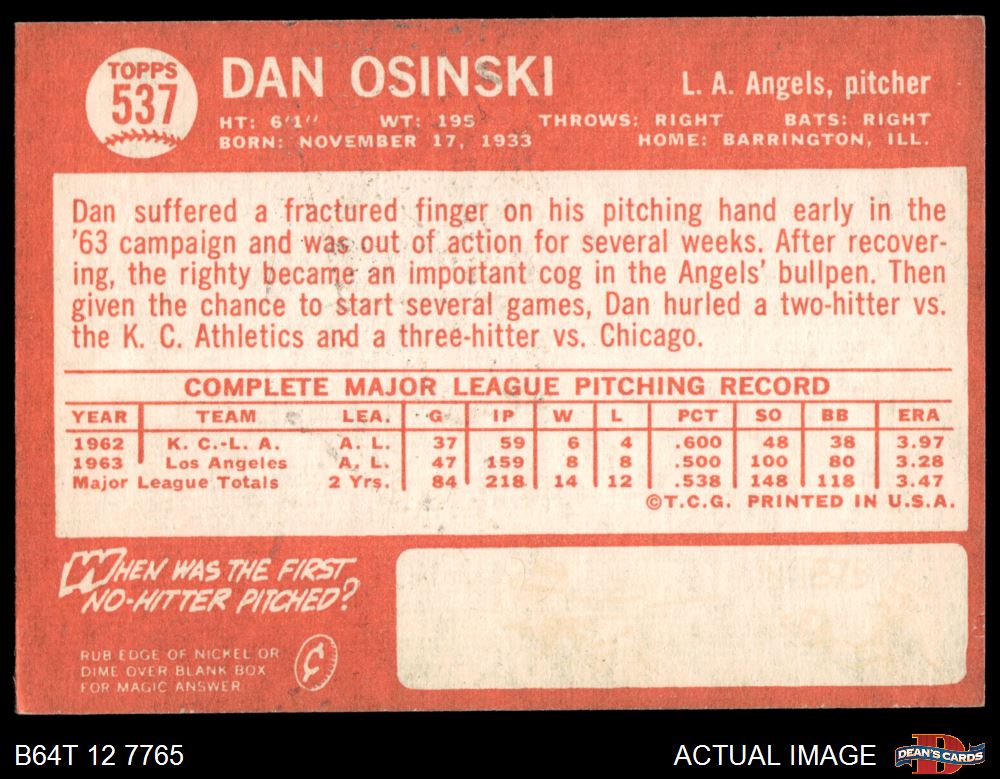 TOPPS
537
DAN OSINSKI
L. A. Angels, pitcher
HT: 6'1" WT: 195 THROWS: RIGHT BATS: RIGHT
BORN: NOVEMBER 17, 1933 HOME: BARRINGTON, ILL.
Dan suffered a fractured finger on his pitching hand early in the
'63 campaign and was out of action for several weeks. After recover-
ing, the righty became an important cog in the Angels' bullpen. Then
given the chance to start several games, Dan hurled a two-hitter vs.
the K. C. Athletics and a three-hitter vs. Chicago.
COMPLETE MAJOR LEAGUE PITCHING RECORD
YEAR TEAM LEA. G IP W L PCT SO BB ERA
1962 K. C.-L. A. A. L. 37 59 6 4 .600 48 38 3.97
1963 Los Angeles A. L. 47 159 8 8 .500 100 80 3.28
Major League Totals 2 Yrs. 84 218 14 12 .538 148 118 3.47
©T.C.G. PRINTED IN U.S.A.
WHEN WAS THE FIRST
NO-HITTER PITCHED?
RUB EDGE OF NICKEL OR
DIME OVER BLANK BOX
FOR MAGIC ANSWER
¢
B64T 12 7765
ACTUAL IMAGE
DEAN'S CARDS